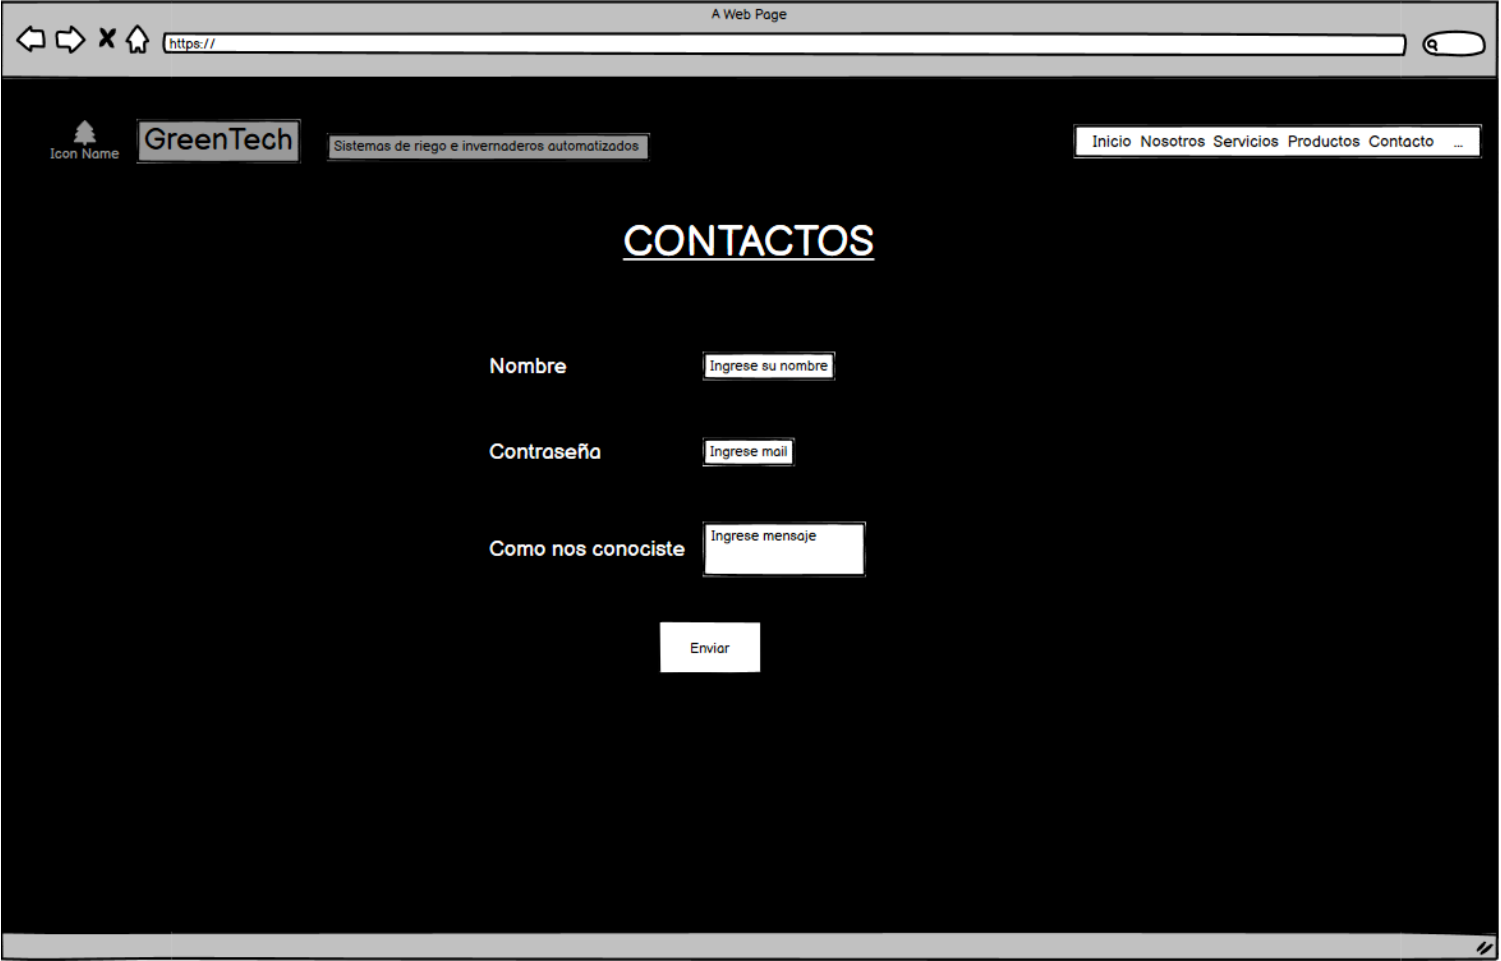 A Web Page
https://
Icon Name
GreenTech
Sistemas de riego e invernaderos automatizados
Inicio Nosotros Servicios Productos Contacto ...
CONTACTOS
Nombre
Ingrese su nombre
Contraseña
Ingrese mail
Como nos conociste
Ingrese mensaje
Enviar